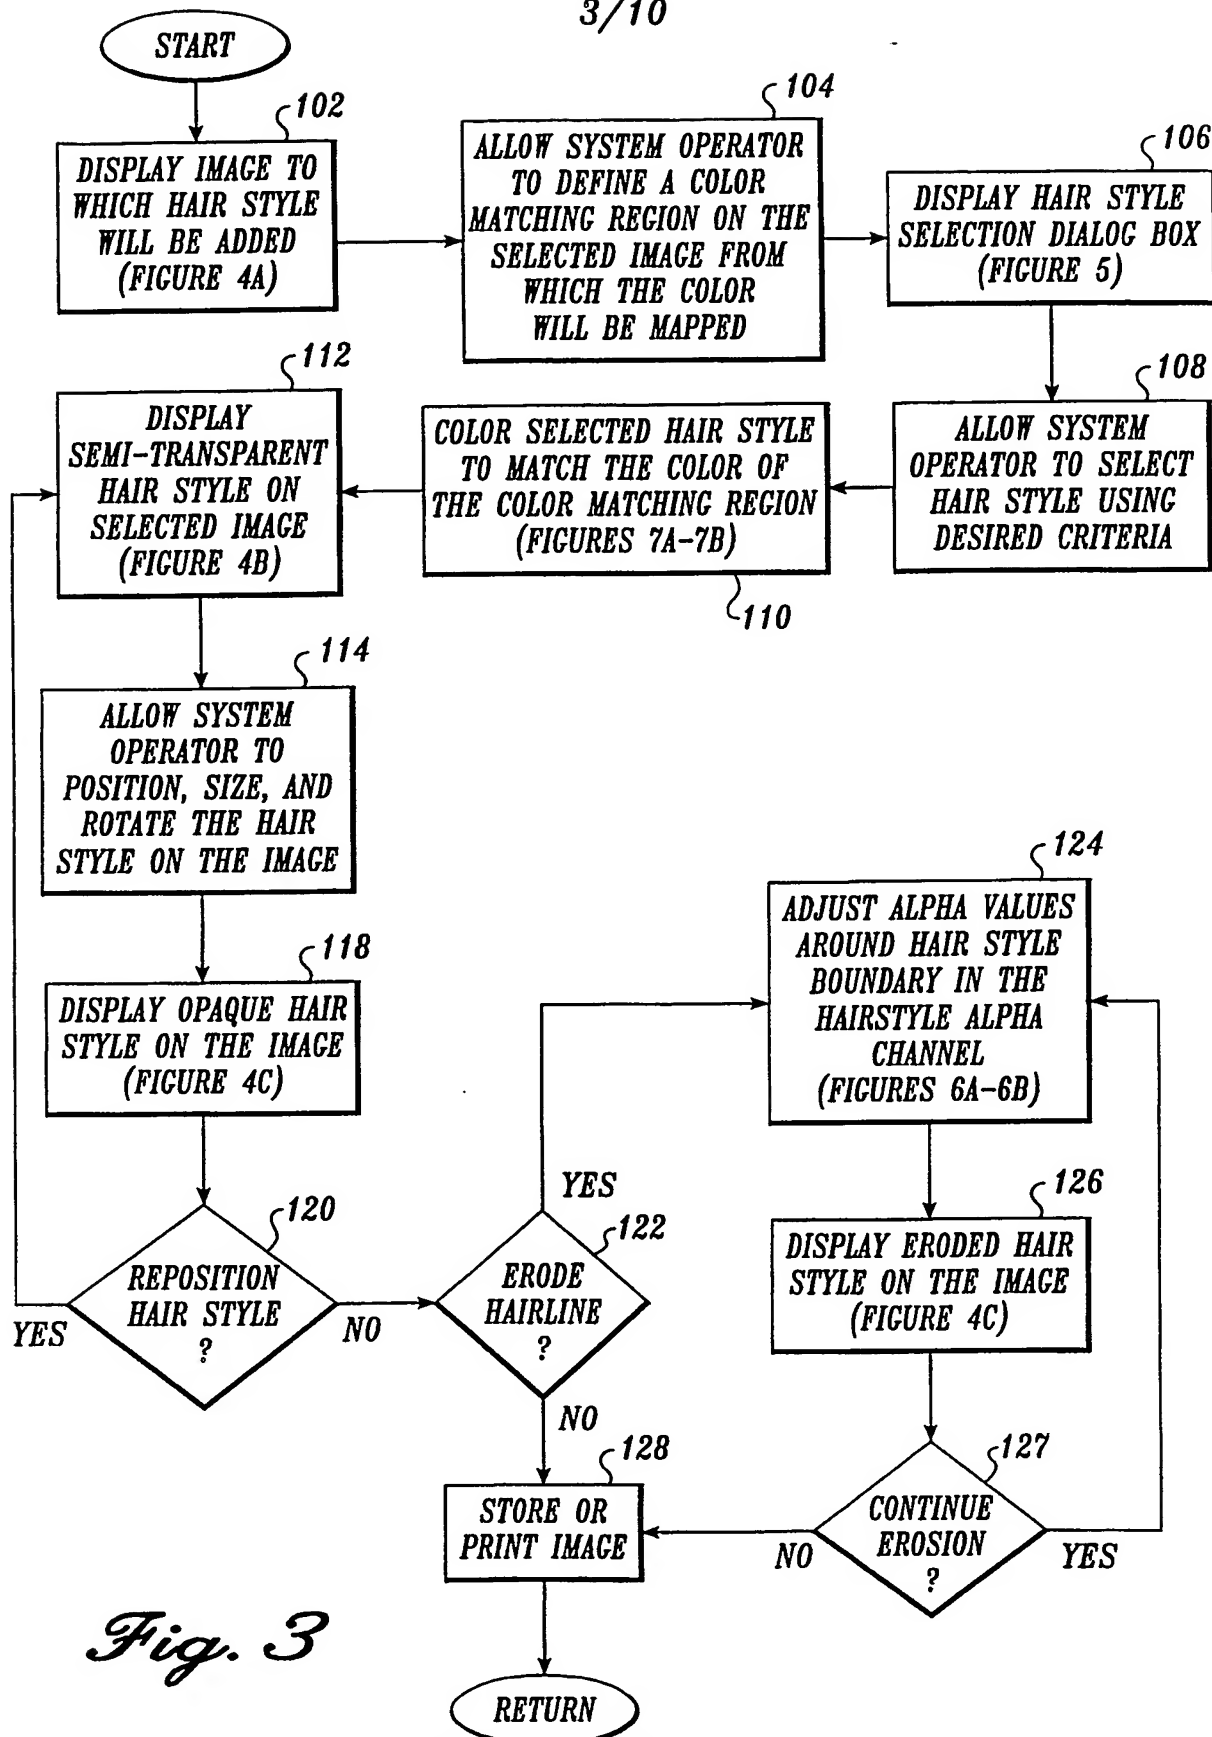 3/10
START
102
DISPLAY IMAGE TO
WHICH HAIR STYLE
WILL BE ADDED
(FIGURE 4A)
104
ALLOW SYSTEM OPERATOR
TO DEFINE A COLOR
MATCHING REGION ON THE
SELECTED IMAGE FROM
WHICH THE COLOR
WILL BE MAPPED
106
DISPLAY HAIR STYLE
SELECTION DIALOG BOX
(FIGURE 5)
108
ALLOW SYSTEM
OPERATOR TO SELECT
HAIR STYLE USING
DESIRED CRITERIA
COLOR SELECTED HAIR STYLE
TO MATCH THE COLOR OF
THE COLOR MATCHING REGION
(FIGURES 7A-7B)
110
112
DISPLAY
SEMI-TRANSPARENT
HAIR STYLE ON
SELECTED IMAGE
(FIGURE 4B)
114
ALLOW SYSTEM
OPERATOR TO
POSITION, SIZE, AND
ROTATE THE HAIR
STYLE ON THE IMAGE
118
DISPLAY OPAQUE HAIR
STYLE ON THE IMAGE
(FIGURE 4C)
120
REPOSITION
HAIR STYLE
?
YES
NO
122
ERODE
HAIRLINE
?
YES
NO
124
ADJUST ALPHA VALUES
AROUND HAIR STYLE
BOUNDARY IN THE
HAIRSTYLE ALPHA
CHANNEL
(FIGURES 6A-6B)
126
DISPLAY ERODED HAIR
STYLE ON THE IMAGE
(FIGURE 4C)
127
CONTINUE
EROSION
?
NO
YES
128
STORE OR
PRINT IMAGE
RETURN
Fig. 3